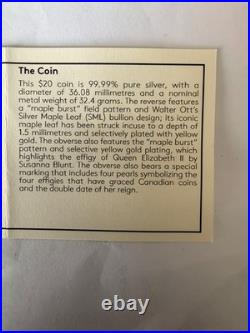 The Coin
This $20 coin is 99.99% pure silver, with a
diameter of 36.08 millimetres and a nominal
metal weight of 32.4 grams. The reverse features
a "maple burst" field pattern and Walter Ott's
Silver Maple Leaf (SML) bullion design; its iconic
maple leaf has been struck incuse to a depth of
1.5 millimetres and selectively plated with yellow
gold. The obverse also features the "maple burst"
pattern and selective yellow gold plating, which
highlights the effigy of Queen Elizabeth II by
Susanna Blunt. The obverse also bears a special
marking that includes four pearls symbolizing the
four effigies that have graced Canadian coins
and the double date of her reign.
www.thecoins.org